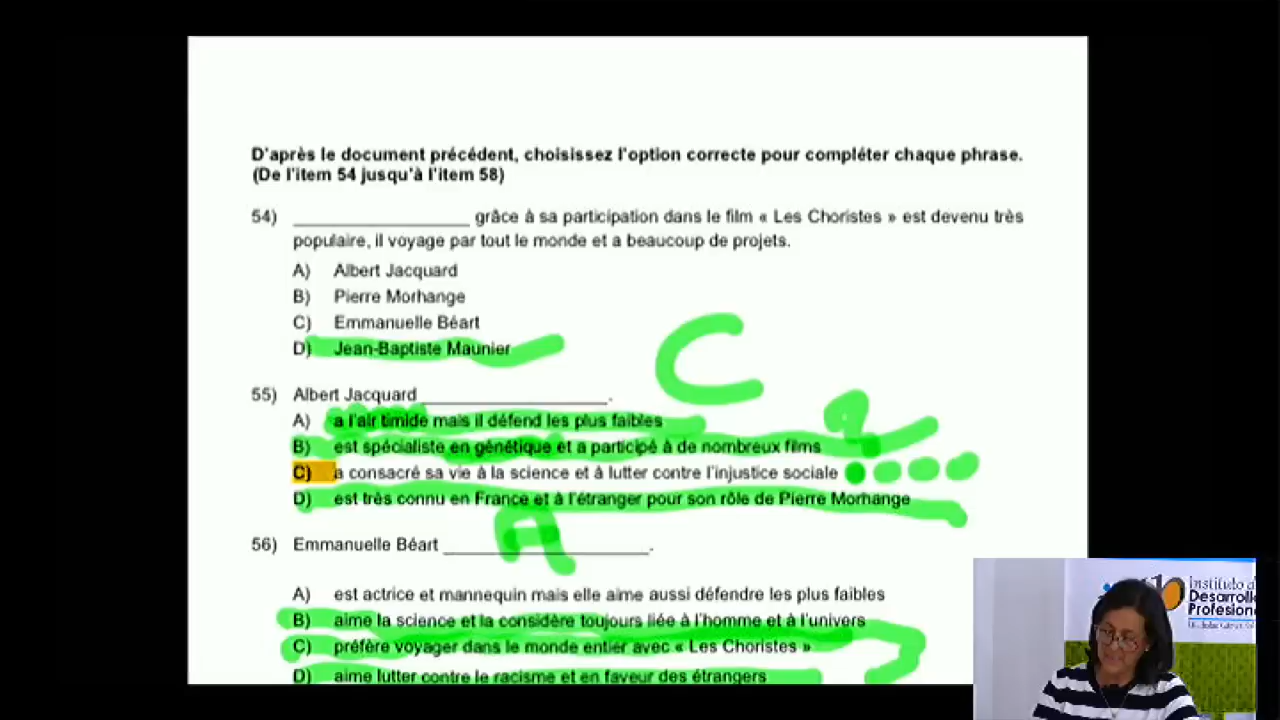 D'après le document précédent, choisissez l'option correcte pour compléter chaque phrase.
(De l'item 54 jusqu'à l'item 58)
54) ___________________ grâce à sa participation dans le film « Les Choristes » est devenu très
populaire, il voyage par tout le monde et a beaucoup de projets.
A) Albert Jacquard
B) Pierre Morhange
C) Emmanuelle Béart
D) Jean-Baptiste Maunier
C
55) Albert Jacquard ____________________.
A) a l'air timide mais il défend les plus faibles
B) est spécialiste en génétique et a participé à de nombreux films
C) a consacré sa vie à la science et à lutter contre l'injustice sociale
D) est très connu en France et à l'étranger pour son rôle de Pierre Morhange
A
56) Emmanuelle Béart ______________________.
A) est actrice et mannequin mais elle aime aussi défendre les plus faibles
B) aime la science et la considère toujours liée à l'homme et à l'univers
C) préfère voyager dans le monde entier avec « Les Choristes »
D) aime lutter contre le racisme et en faveur des étrangers
Instituto d
Desarroll
Profesion